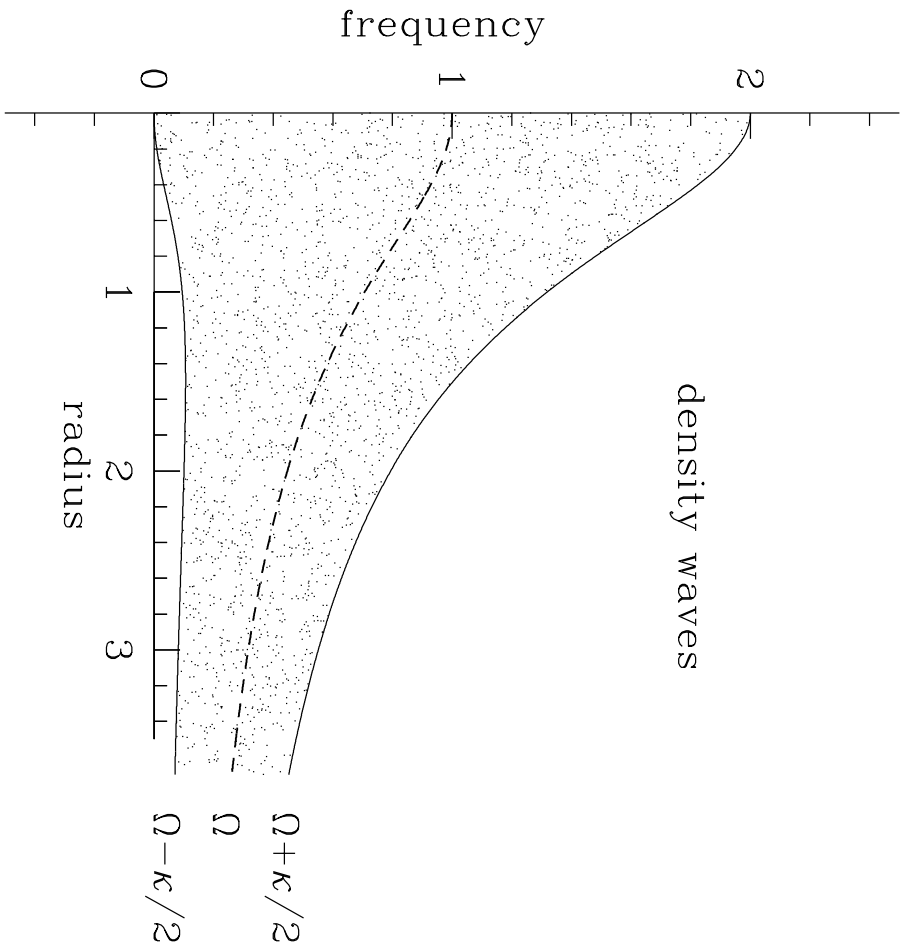 frequency
0
1
2
density waves
1
2
3
radius
Ω+κ/2
Ω
Ω−κ/2